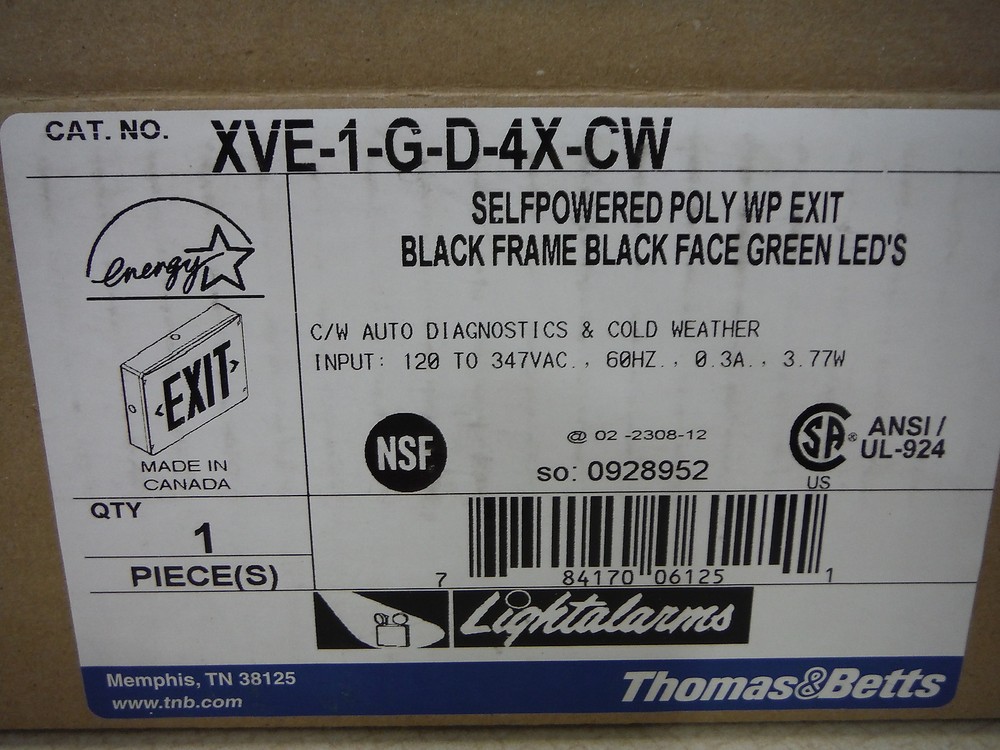 CAT. NO. XVE-1-G-D-4X-CW
energy
SELFPOWERED POLY WP EXIT
BLACK FRAME BLACK FACE GREEN LED'S
C/W AUTO DIAGNOSTICS & COLD WEATHER
INPUT: 120 TO 347VAC., 60HZ., 0.3A., 3.77W
EXIT
MADE IN
CANADA
NSF
@ 02 -2308-12
so: 0928952
SA ® ANSI /
UL-924
US
QTY
1
PIECE(S)
7 84170 06125 1
Lightalarms
Memphis, TN 38125
www.tnb.com
Thomas&Betts